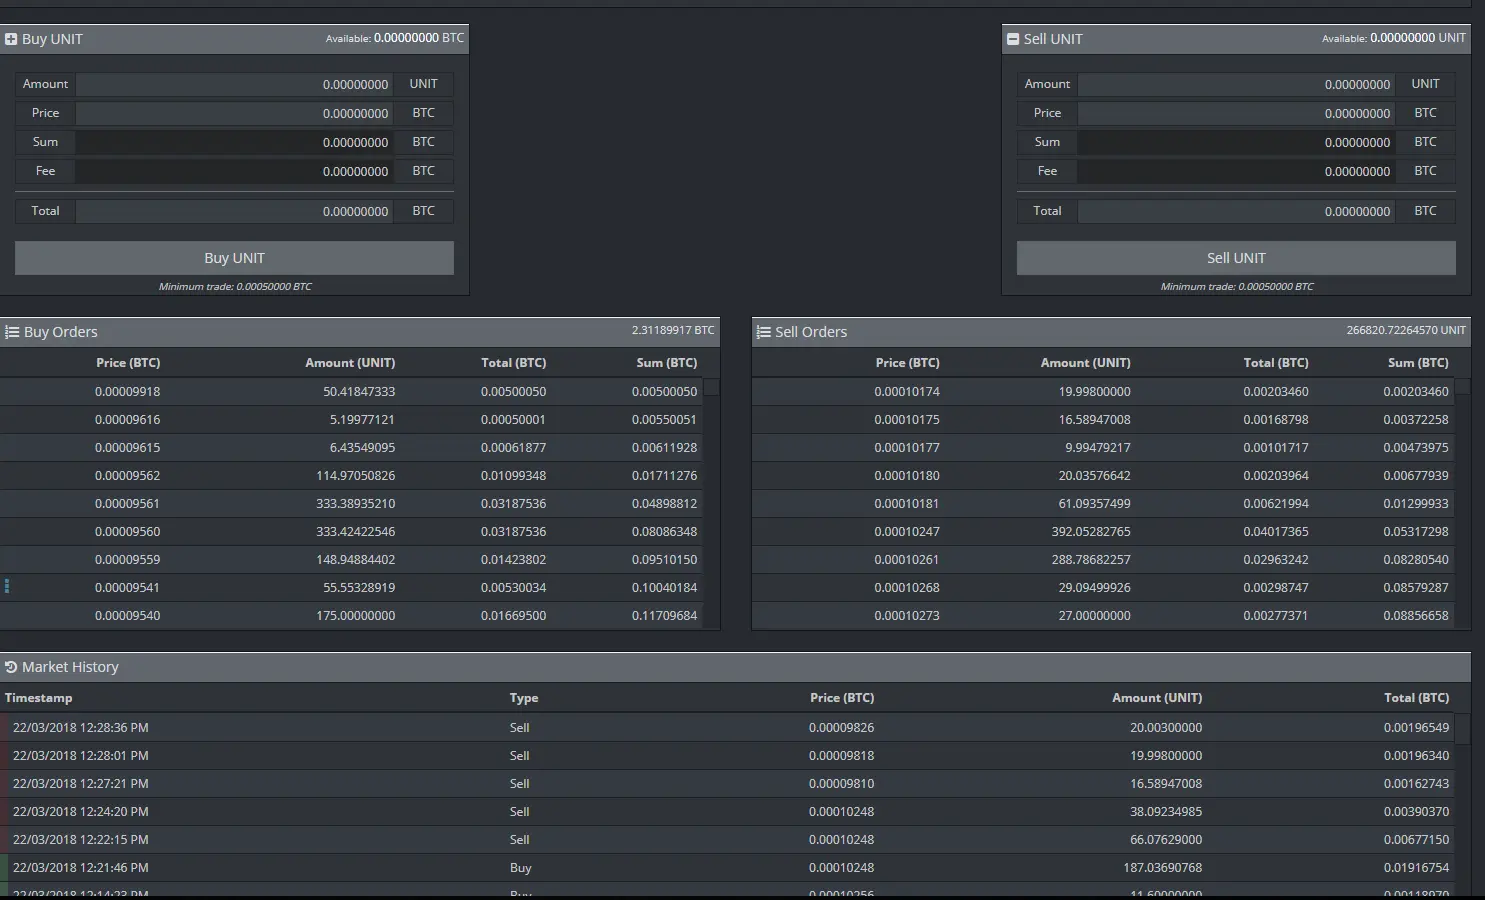 Buy UNIT Available: 0.00000000 BTC
Amount 0.00000000 UNIT
Price 0.00000000 BTC
Sum 0.00000000 BTC
Fee 0.00000000 BTC
Total 0.00000000 BTC
Buy UNIT
Minimum trade: 0.00050000 BTC
Sell UNIT Available: 0.00000000 UNIT
Amount 0.00000000 UNIT
Price 0.00000000 BTC
Sum 0.00000000 BTC
Fee 0.00000000 BTC
Total 0.00000000 BTC
Sell UNIT
Minimum trade: 0.00050000 BTC
Buy Orders 2.31189917 BTC
Price (BTC) Amount (UNIT) Total (BTC) Sum (BTC)
0.00009918 50.41847333 0.00500050 0.00500050
0.00009616 5.19977121 0.00050001 0.00550051
0.00009615 6.43549095 0.00061877 0.00611928
0.00009562 114.97050826 0.01099348 0.01711276
0.00009561 333.38935210 0.03187536 0.04898812
0.00009560 333.42422546 0.03187536 0.08086348
0.00009559 148.94884402 0.01423802 0.09510150
0.00009541 55.55328919 0.00530034 0.10040184
0.00009540 175.00000000 0.01669500 0.11709684
Sell Orders 266820.72264570 UNIT
Price (BTC) Amount (UNIT) Total (BTC) Sum (BTC)
0.00010174 19.99800000 0.00203460 0.00203460
0.00010175 16.58947008 0.00168798 0.00372258
0.00010177 9.99479217 0.00101717 0.00473975
0.00010180 20.03576642 0.00203964 0.00677939
0.00010181 61.09357499 0.00621994 0.01299933
0.00010247 392.05282765 0.04017365 0.05317298
0.00010261 288.78682257 0.02963242 0.08280540
0.00010268 29.09499926 0.00298747 0.08579287
0.00010273 27.00000000 0.00277371 0.08856658
Market History
Timestamp Type Price (BTC) Amount (UNIT) Total (BTC)
22/03/2018 12:28:36 PM Sell 0.00009826 20.00300000 0.00196549
22/03/2018 12:28:01 PM Sell 0.00009818 19.99800000 0.00196340
22/03/2018 12:27:21 PM Sell 0.00009810 16.58947008 0.00162743
22/03/2018 12:24:20 PM Sell 0.00010248 38.09234985 0.00390370
22/03/2018 12:22:15 PM Sell 0.00010248 66.07629000 0.00677150
22/03/2018 12:21:46 PM Buy 0.00010248 187.03690768 0.01916754
22/03/2018 12:14:23 PM Buy 0.00010256 11.60000000 0.00118970